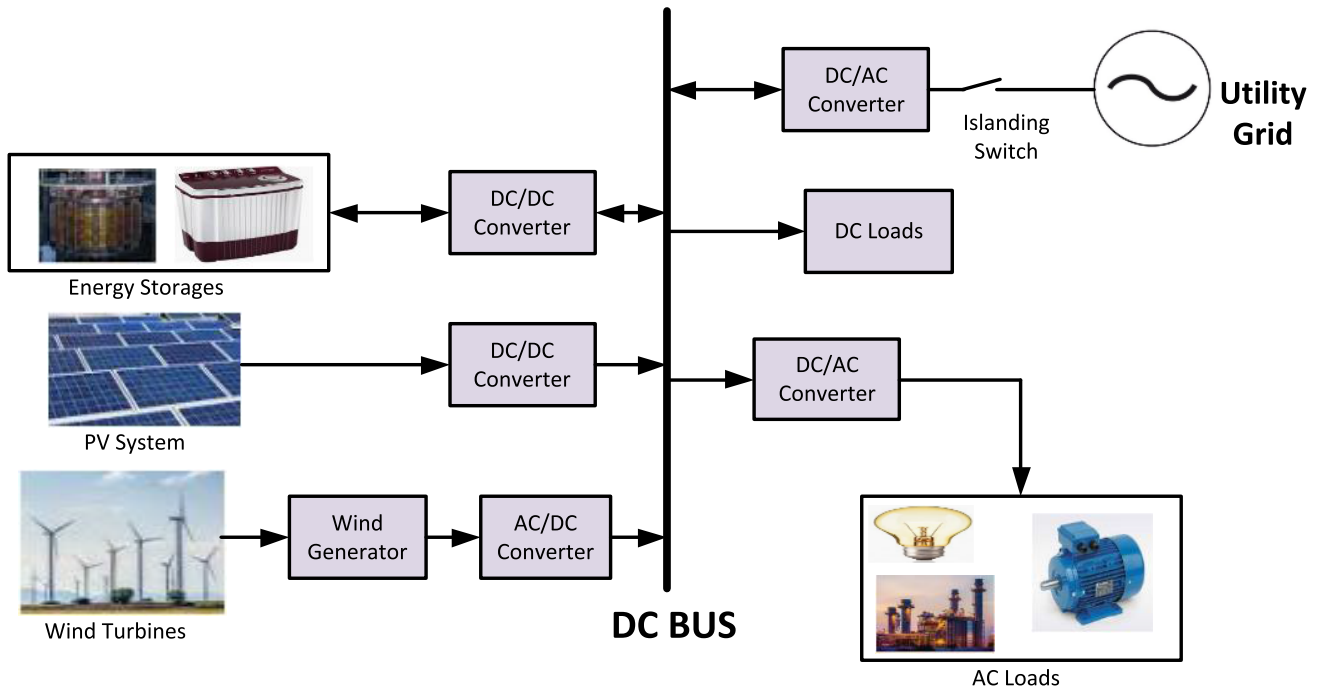 DC/AC
Converter
Utility
Grid
Islanding
Switch
DC/DC
Converter
DC Loads
Energy Storages
DC/DC
Converter
PV System
DC/AC
Converter
Wind
Generator
AC/DC
Converter
Wind Turbines
DC BUS
AC Loads